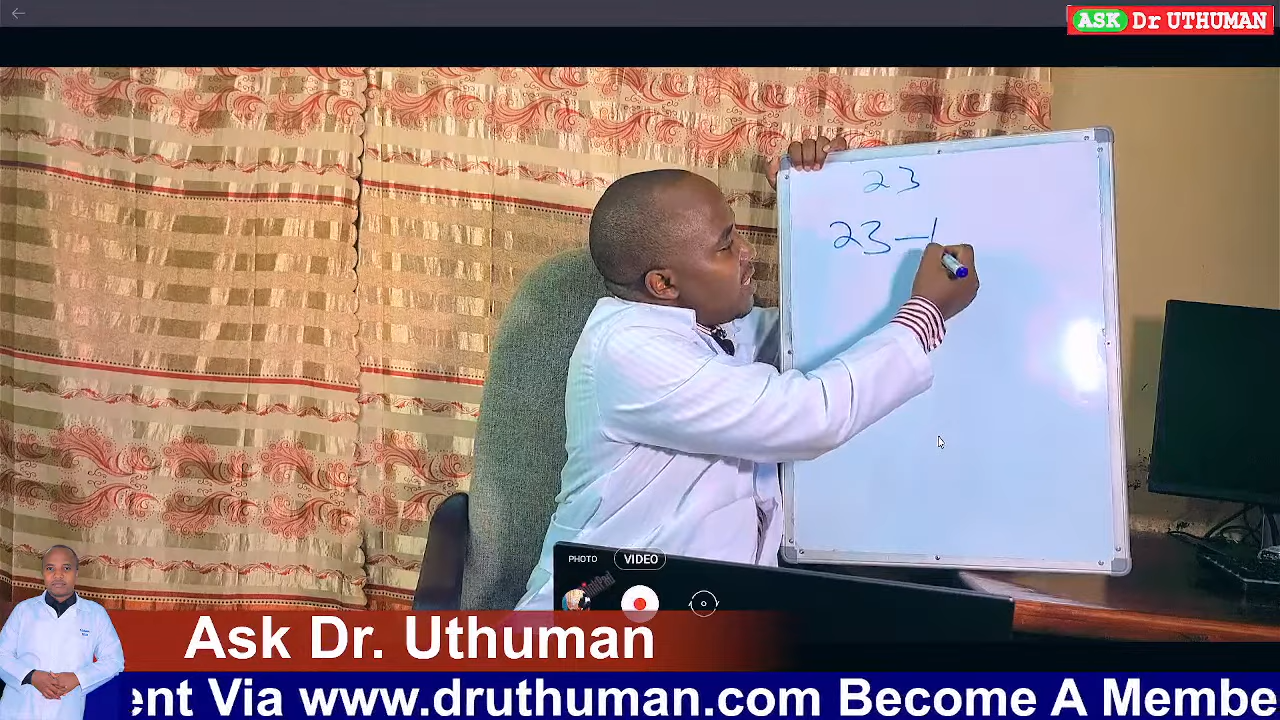 ASK Dr UTHUMAN
23
23-1
PHOTO VIDEO
Ask Dr. Uthuman
ent Via www.druthuman.com Become A Membe